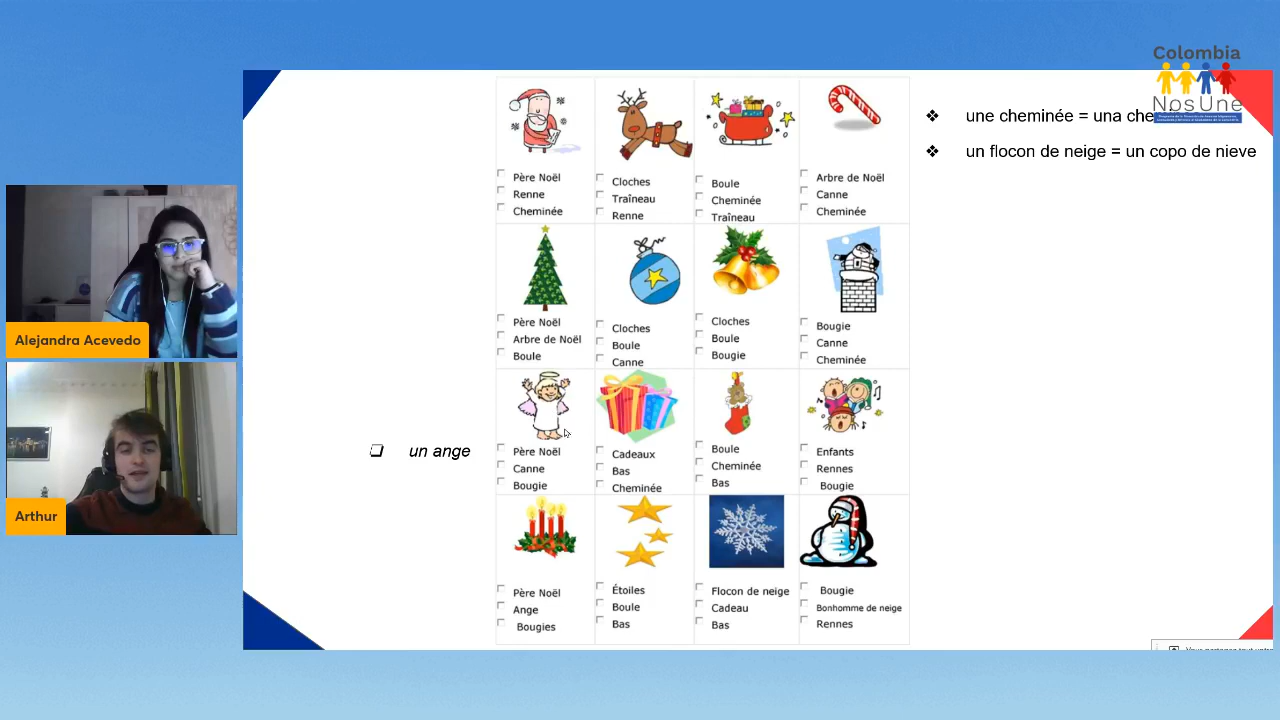 Colombia
Nos Une
❖ une cheminée = una
❖ un flocon de neige = un copo de nieve
Père Noël
Renne
Cheminée
Cloches
Traîneau
Renne
Boule
Cheminée
Traîneau
Arbre de Noël
Canne
Cheminée
Père Noël
Arbre de Noël
Boule
Cloches
Boule
Canne
Cloches
Boule
Bougie
Bougie
Canne
Cheminée
Alejandra Acevedo
❑ un ange
Père Noël
Canne
Bougie
Cadeaux
Bas
Cheminée
Boule
Cheminée
Bas
Enfants
Rennes
Bougie
Arthur
Père Noël
Ange
Bougies
Étoiles
Boule
Bas
Flocon de neige
Cadeau
Bas
Bougie
Bonhomme de neige
Rennes